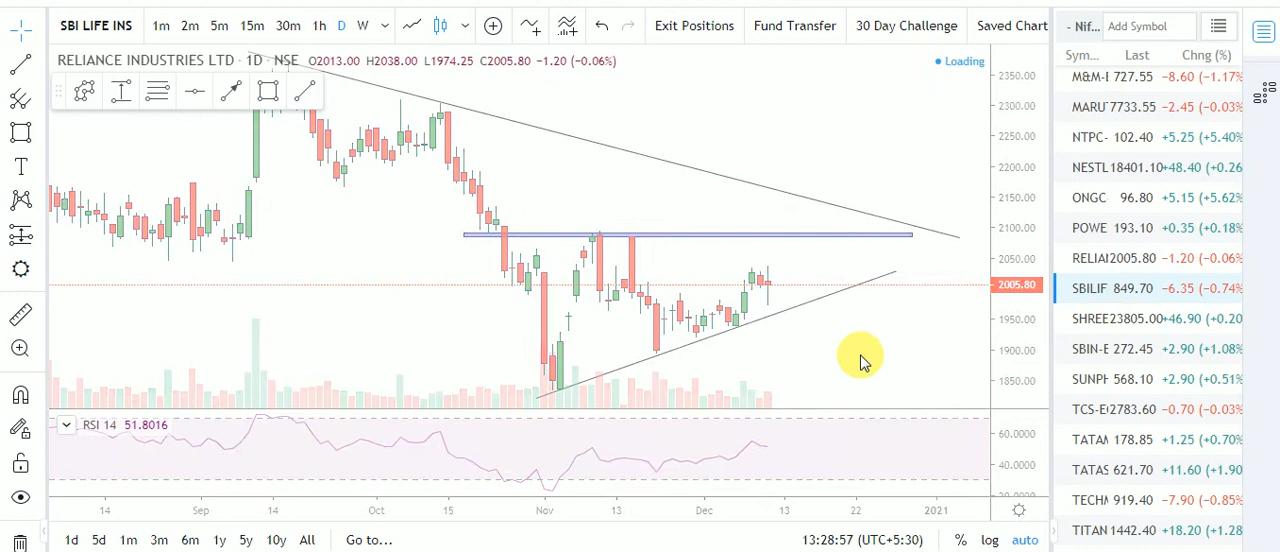 SBI LIFE INS 1m 2m 5m 15m 30m 1h D W Exit Positions Fund Transfer 30 Day Challenge Saved Chart - Nif... Add Symbol
RELIANCE INDUSTRIES LTD · 1D · NSE O2013.00 H2038.00 L1974.25 C2005.80 −1.20 (−0.06%) Loading
Sym... Last Chng (%)
M&M-I 727.55 −8.60 (−1.17%
MARU 7733.55 −2.45 (−0.03%
NTPC- 102.40 +5.25 (+5.40%
NESTL 18401.10 +48.40 (+0.26
ONGC 96.80 +5.15 (+5.62%
POWE 193.10 +0.35 (+0.18%
RELIAI 2005.80 −1.20 (−0.06%
SBILIF 849.70 −6.35 (−0.74%
SHREE 23805.00 +46.90 (+0.20
SBIN-E 272.45 +2.90 (+1.08%
SUNPH 568.10 +2.90 (+0.51%
TCS-E( 2783.60 −0.70 (−0.03%
TATAM 178.85 +1.25 (+0.70%
TATAS 621.70 +11.60 (+1.90
TECHM 919.40 −7.90 (−0.85%
TITAN 1442.40 +18.20 (+1.28
2350.00
2300.00
2250.00
2200.00
2150.00
2100.00
2050.00
2005.80
1950.00
1900.00
1850.00
RSI 14 51.8016
60.0000
40.0000
20.0000
14 Sep 14 Oct 15 Nov 13 Dec 13 22 2021
1d 5d 1m 3m 6m 1y 5y 10y All Go to... 13:28:57 (UTC+5:30) % log auto